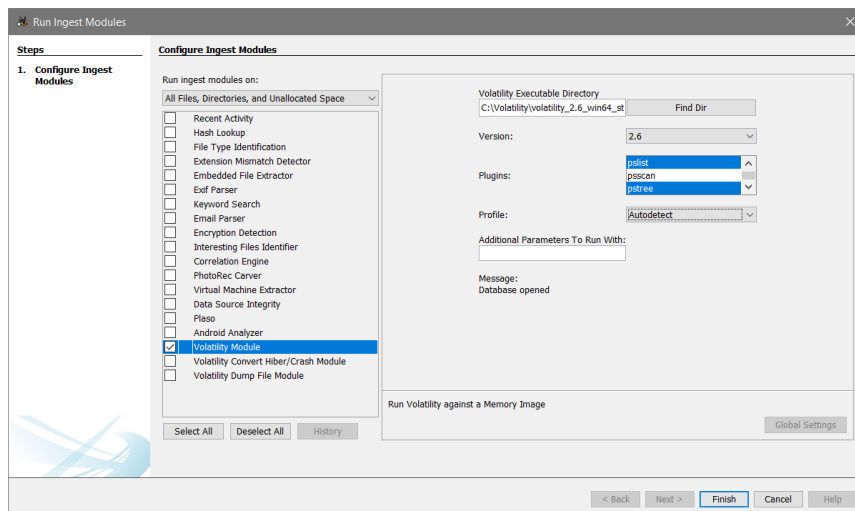 Run Ingest Modules
Steps
1. Configure Ingest
Modules
Configure Ingest Modules
Run ingest modules on:
All Files, Directories, and Unallocated Space
Recent Activity
Hash Lookup
File Type Identification
Extension Mismatch Detector
Embedded File Extractor
Exif Parser
Keyword Search
Email Parser
Encryption Detection
Interesting Files Identifier
Correlation Engine
PhotoRec Carver
Virtual Machine Extractor
Data Source Integrity
Plaso
Android Analyzer
Volatility Module
Volatility Convert Hiber/Crash Module
Volatility Dump File Module
Select All
Deselect All
History
Volatility Executable Directory
C:\Volatility\volatility_2.6_win64_st
Find Dir
Version:
2.6
Plugins:
pslist
psscan
pstree
Profile:
Autodetect
Additional Parameters To Run With:
Message:
Database opened
Run Volatility against a Memory Image
Global Settings
< Back
Next >
Finish
Cancel
Help